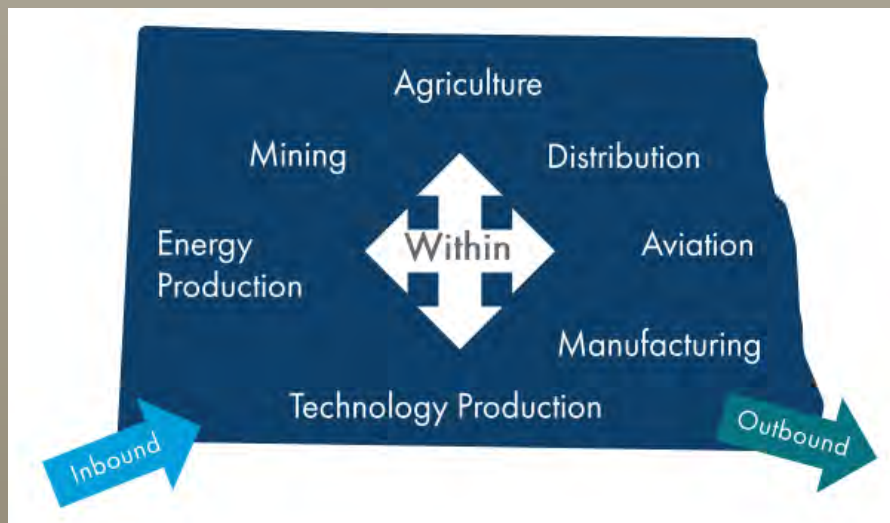 Agriculture
Mining
Distribution
Energy
Production
Within
Aviation
Manufacturing
Technology Production
Inbound
Outbound